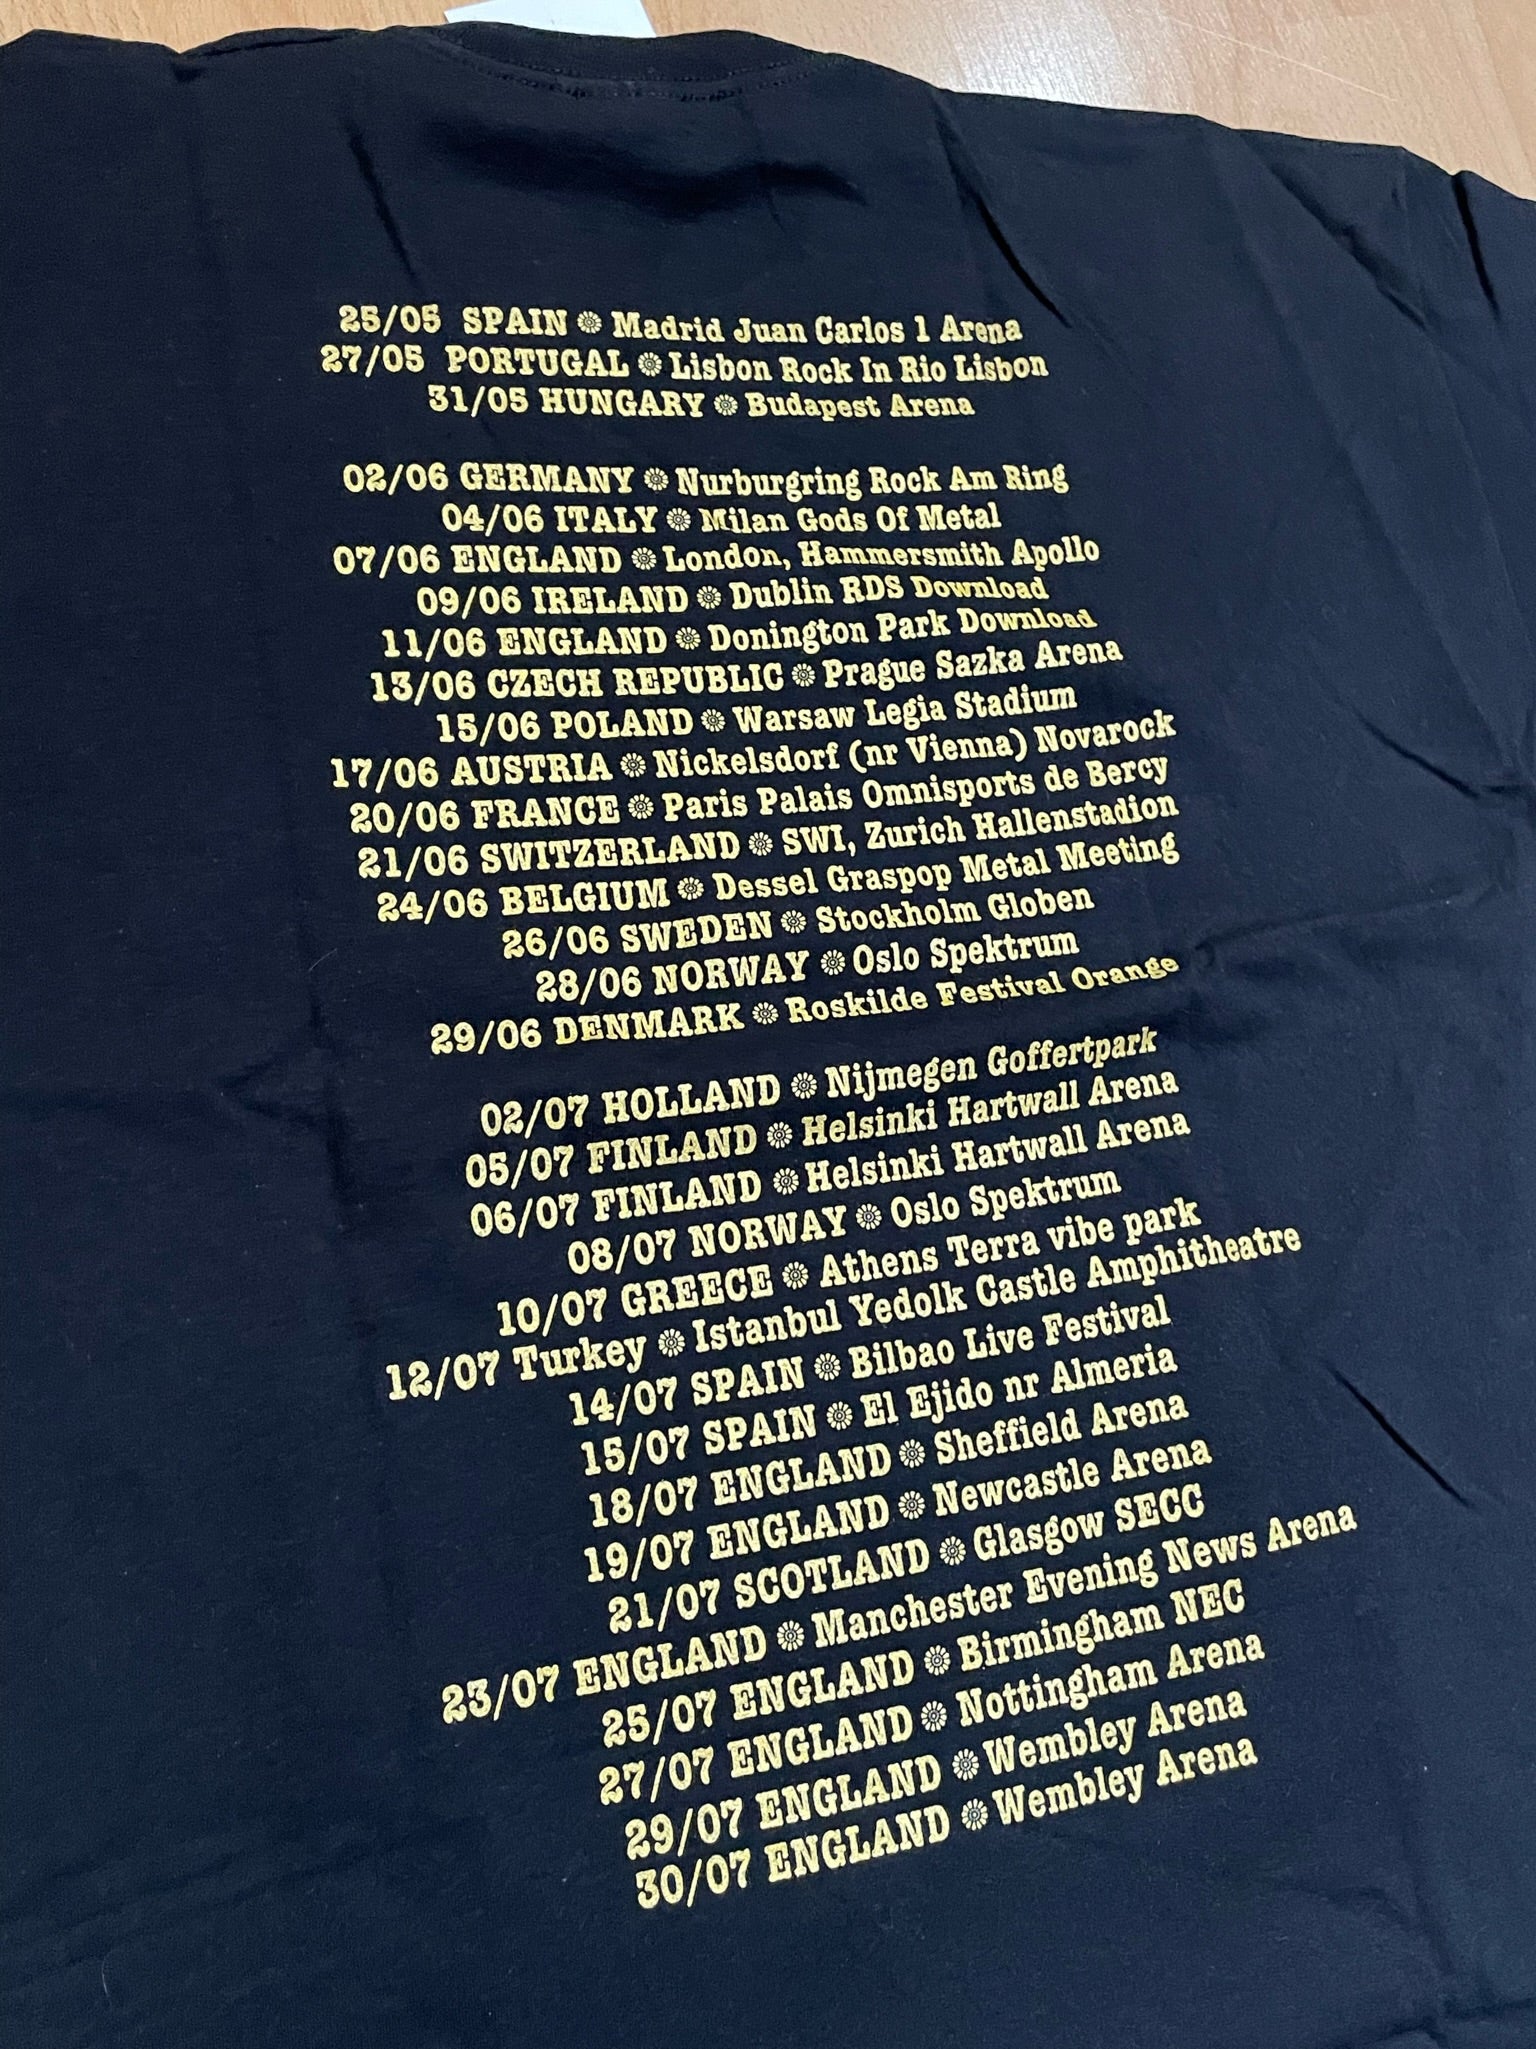 25/05 SPAIN Madrid Juan Carlos 1 Arena
27/05 PORTUGAL Lisbon Rock In Rio Lisbon
31/05 HUNGARY Budapest Arena
02/06 GERMANY Nurburgring Rock Am Ring
04/06 ITALY Milan Gods Of Metal
07/06 ENGLAND London, Hammersmith Apollo
09/06 IRELAND Dublin RDS Download
11/06 ENGLAND Donington Park Download
13/06 CZECH REPUBLIC Prague Sazka Arena
15/06 POLAND Warsaw Legia Stadium
17/06 AUSTRIA Nickelsdorf (nr Vienna) Novarock
20/06 FRANCE Paris Palais Omnisports de Bercy
21/06 SWITZERLAND SWI, Zurich Hallenstadion
24/06 BELGIUM Dessel Graspop Metal Meeting
26/06 SWEDEN Stockholm Globen
28/06 NORWAY Oslo Spektrum
29/06 DENMARK Roskilde Festival Orange
02/07 HOLLAND Nijmegen Goffertpark
05/07 FINLAND Helsinki Hartwall Arena
06/07 FINLAND Helsinki Hartwall Arena
08/07 NORWAY Oslo Spektrum
10/07 GREECE Athens Terra vibe park
12/07 Turkey Istanbul Yedolk Castle Amphitheatre
14/07 SPAIN Bilbao Live Festival
15/07 SPAIN El Ejido nr Almeria
18/07 ENGLAND Sheffield Arena
19/07 ENGLAND Newcastle Arena
21/07 SCOTLAND Glasgow SECC
23/07 ENGLAND Manchester Evening News Arena
25/07 ENGLAND Birmingham NEC
27/07 ENGLAND Nottingham Arena
29/07 ENGLAND Wembley Arena
30/07 ENGLAND Wembley Arena